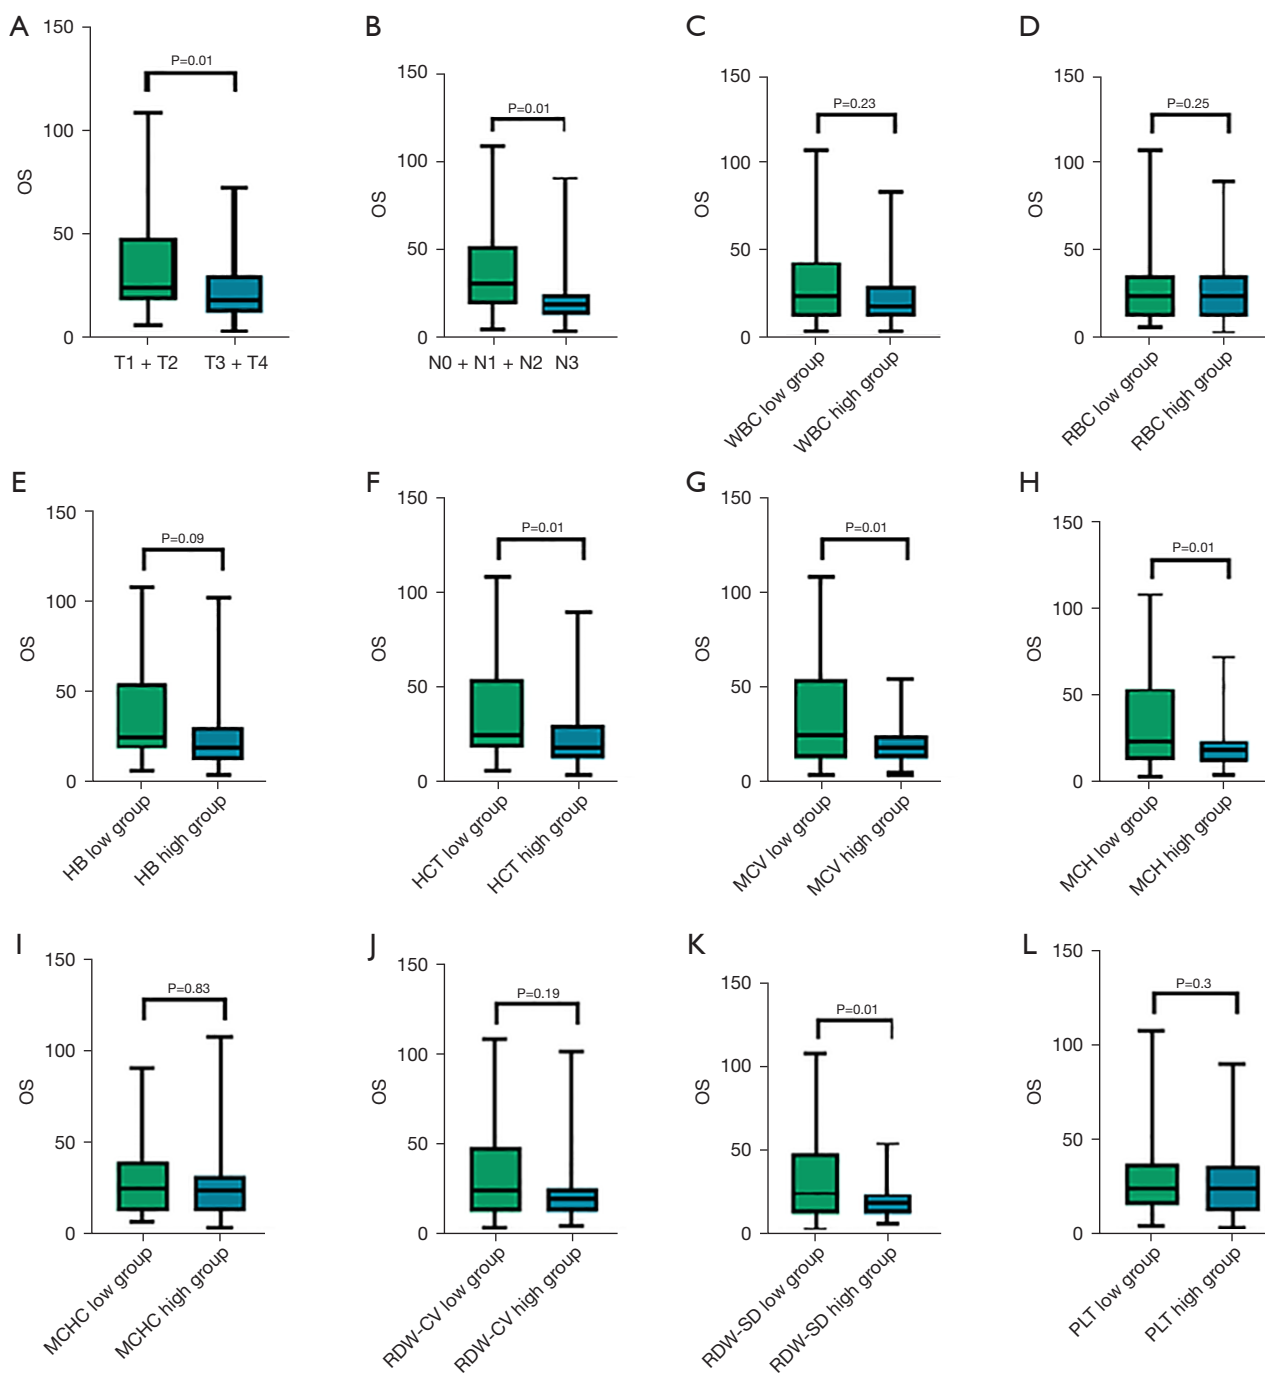 A
150
100
50
0
OS
P=0.01
T1 + T2
T3 + T4
B
150
100
50
0
OS
P=0.01
N0 + N1 + N2
N3
C
150
100
50
0
OS
P=0.23
WBC low group
WBC high group
D
150
100
50
0
OS
P=0.25
RBC low group
RBC high group
E
150
100
50
0
OS
P=0.09
HB low group
HB high group
F
150
100
50
0
OS
P=0.01
HCT low group
HCT high group
G
150
100
50
0
OS
P=0.01
MCV low group
MCV high group
H
150
100
50
0
OS
P=0.01
MCH low group
MCH high group
I
150
100
50
0
OS
P=0.83
MCHC low group
MCHC high group
J
150
100
50
0
OS
P=0.19
RDW-CV low group
RDW-CV high group
K
150
100
50
0
OS
P=0.01
RDW-SD low group
RDW-SD high group
L
150
100
50
0
OS
P=0.3
PLT low group
PLT high group